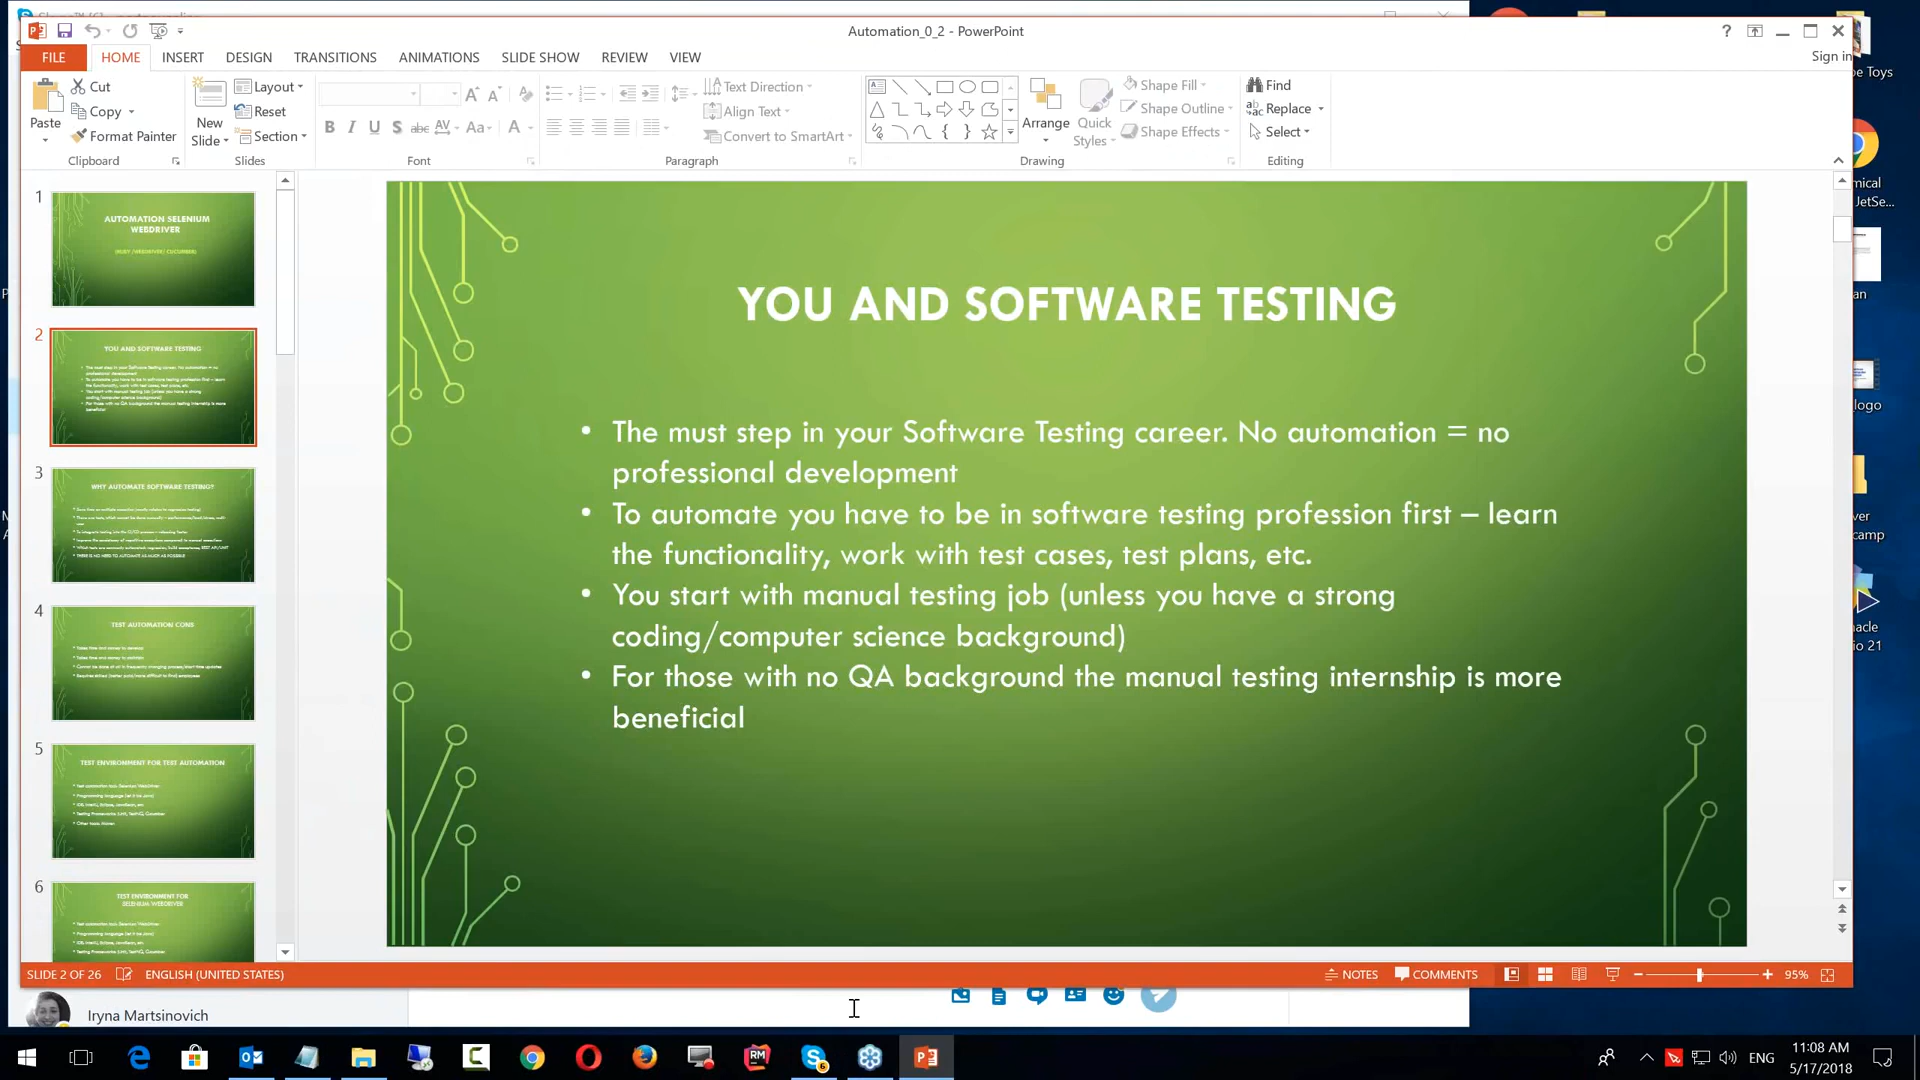 Automation_0_2 - PowerPoint
Sign in
FILE HOME INSERT DESIGN TRANSITIONS ANIMATIONS SLIDE SHOW REVIEW VIEW
Paste
Cut
Copy
Format Painter
Clipboard
New Slide
Layout
Reset
Section
Slides
Font
Text Direction
Align Text
Convert to SmartArt
Paragraph
Arrange
Quick Styles
Shape Fill
Shape Outline
Shape Effects
Drawing
Find
Replace
Select
Editing
1
AUTOMATION SELENIUM
WEBDRIVER
2
YOU AND SOFTWARE TESTING
3
WHY AUTOMATE SOFTWARE TESTING?
4
TEST AUTOMATION CONS
5
TEST ENVIRONMENT FOR TEST AUTOMATION
6
TEST ENVIRONMENT FOR
SELENIUM WEBDRIVER
YOU AND SOFTWARE TESTING
• The must step in your Software Testing career. No automation = no
professional development
• To automate you have to be in software testing profession first – learn
the functionality, work with test cases, test plans, etc.
• You start with manual testing job (unless you have a strong
coding/computer science background)
• For those with no QA background the manual testing internship is more
beneficial
SLIDE 2 OF 26 ENGLISH (UNITED STATES) NOTES COMMENTS 95%
Iryna Martsinovich
ENG
11:08 AM
5/17/2018